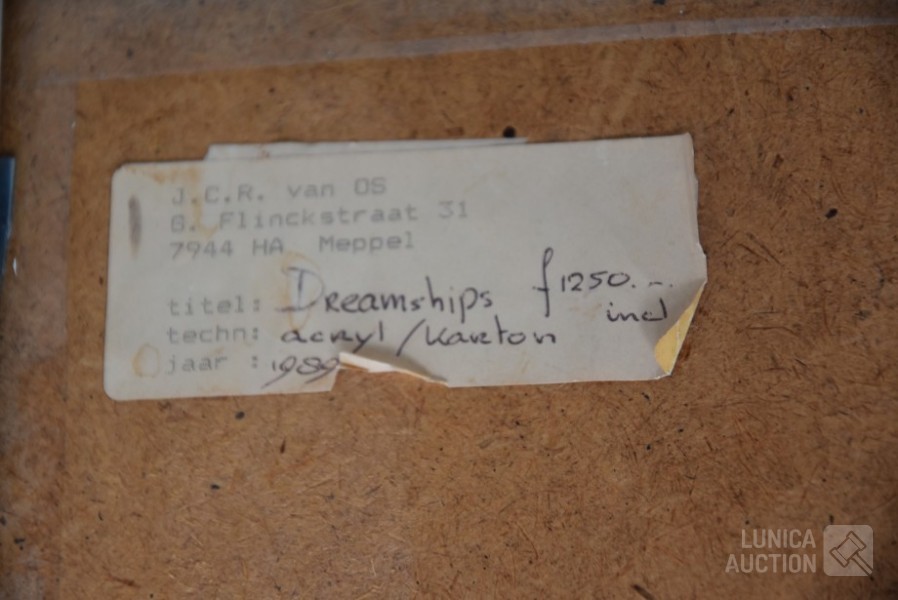 J.C.R. van OS
G. Flinckstraat 31
7944 HA Meppel
titel: Dreamships f1250.--
incl
techn: acryl/karton
jaar : 1989
LUNICA
AUCTION